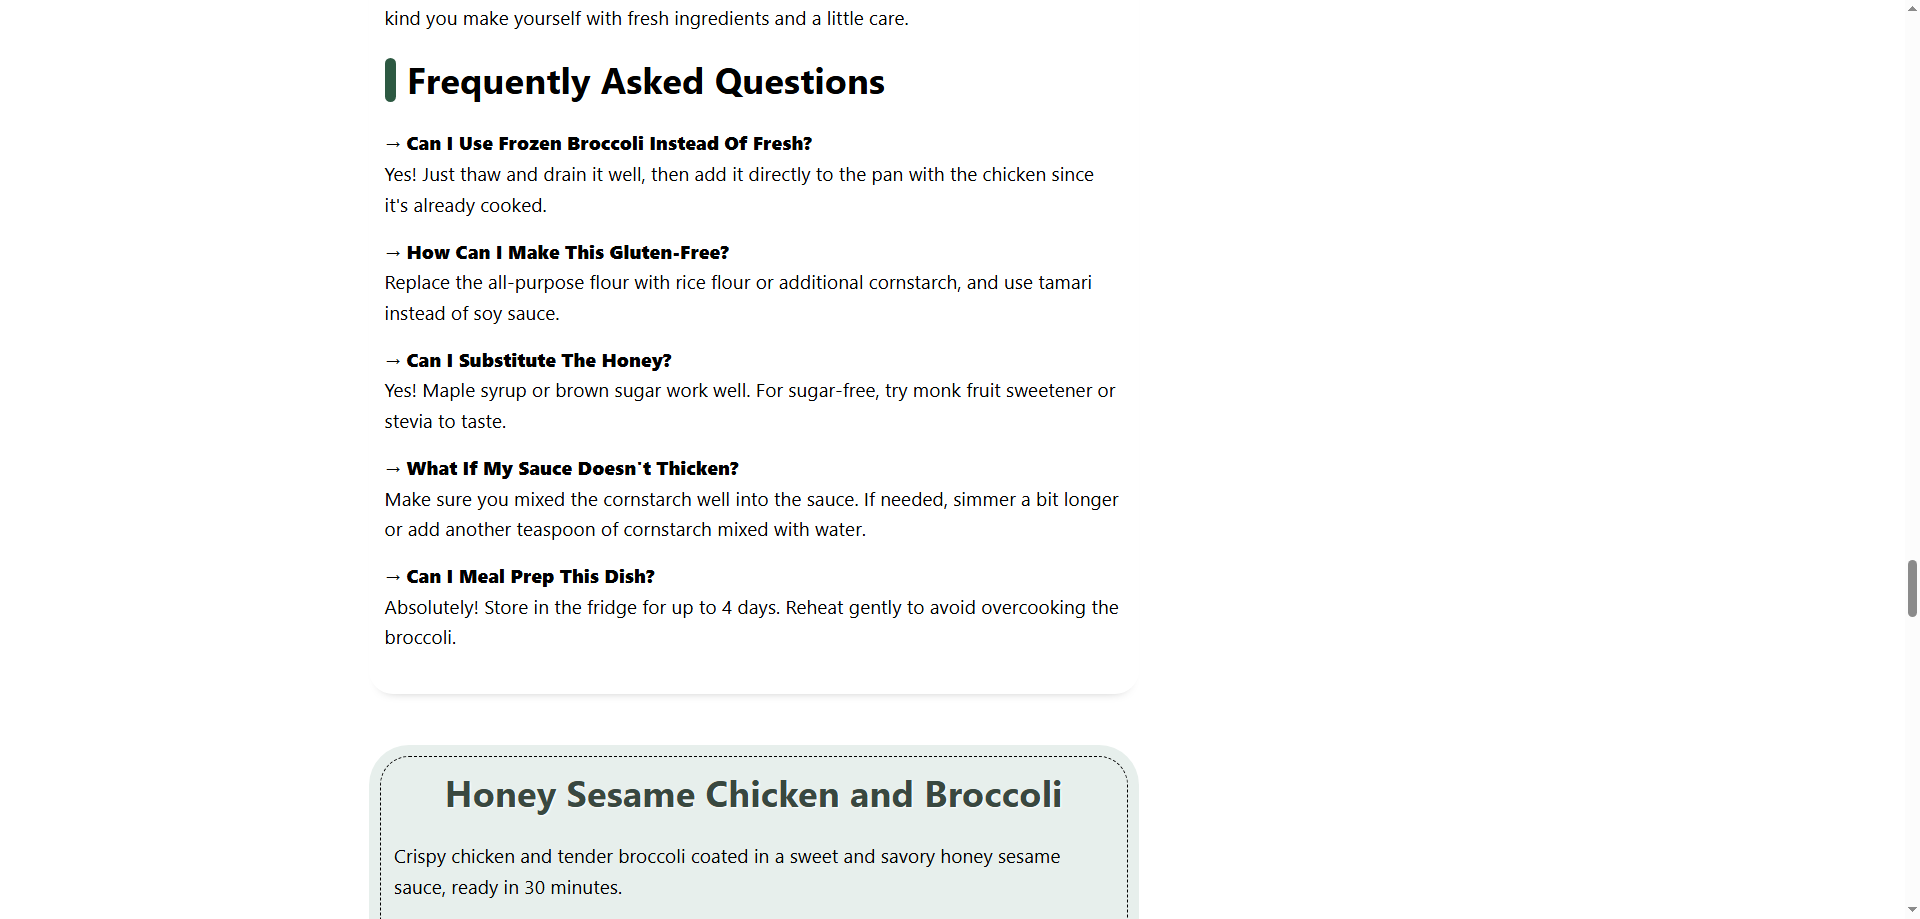 kind you make yourself with fresh ingredients and a little care.
Frequently Asked Questions
→ Can I Use Frozen Broccoli Instead Of Fresh?
Yes! Just thaw and drain it well, then add it directly to the pan with the chicken since
it's already cooked.
→ How Can I Make This Gluten-Free?
Replace the all-purpose flour with rice flour or additional cornstarch, and use tamari
instead of soy sauce.
→ Can I Substitute The Honey?
Yes! Maple syrup or brown sugar work well. For sugar-free, try monk fruit sweetener or
stevia to taste.
→ What If My Sauce Doesn't Thicken?
Make sure you mixed the cornstarch well into the sauce. If needed, simmer a bit longer
or add another teaspoon of cornstarch mixed with water.
→ Can I Meal Prep This Dish?
Absolutely! Store in the fridge for up to 4 days. Reheat gently to avoid overcooking the
broccoli.
Honey Sesame Chicken and Broccoli
Crispy chicken and tender broccoli coated in a sweet and savory honey sesame
sauce, ready in 30 minutes.